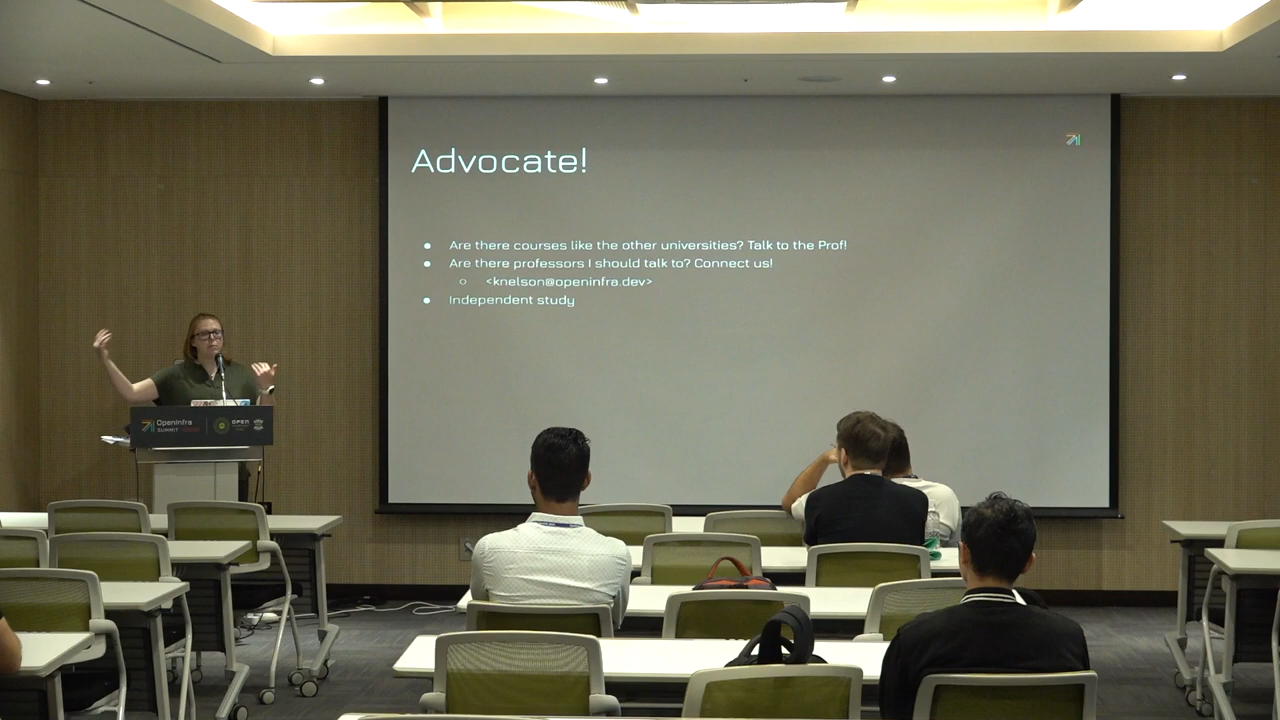 Advocate!
● Are there courses like the other universities? Talk to the Prof!
● Are there professors I should talk to? Connect us!
○ <knelson@openinfra.dev>
● Independent study
OpenInfra
SUMMIT
OPEN